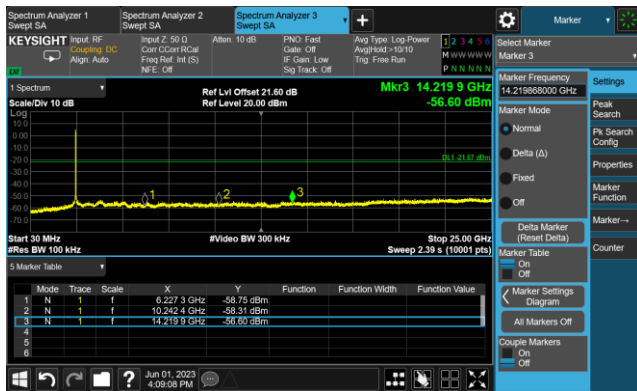 Spectrum Analyzer 1
Swept SA
Spectrum Analyzer 2
Swept SA
Spectrum Analyzer 3
Swept SA
Marker
KEYSIGHT
Input: RF
Coupling: DC
Align: Auto
Input Z: 50 Ω
Corr CCorr RCal
Freq Ref: Int (S)
NFE: Off
Atten: 10 dB
PNO: Fast
Gate: Off
IF Gain: Low
Sig Track: Off
Avg Type: Log-Power
Avg|Hold:>10/10
Trig: Free Run
1 2 3 4 5 6
M W W W W W
P N N N N N
Select Marker
Marker 3
1 Spectrum
Scale/Div 10 dB
Ref Lvl Offset 21.60 dB
Ref Level 20.00 dBm
Mkr3 14.219 9 GHz
-56.60 dBm
Log
10.0
0.00
-10.0
-20.0
-30.0
-40.0
-50.0
-60.0
-70.0
DL1 -21.67 dBm
1
2
3
Start 30 MHz
#Res BW 100 kHz
#Video BW 300 kHz
Stop 25.00 GHz
Sweep 2.39 s (10001 pts)
5 Marker Table
Mode Trace Scale X Y Function Function Width Function Value
1 N 1 f 6.227 3 GHz -58.75 dBm
2 N 1 f 10.242 4 GHz -58.31 dBm
3 N 1 f 14.219 9 GHz -56.60 dBm
4
5
6
Jun 01, 2023
4:09:08 PM
Marker Frequency
14.219868000 GHz
Marker Mode
Normal
Delta (Δ)
Fixed
Off
Delta Marker
(Reset Delta)
Marker Table
On
Off
Marker Settings
Diagram
All Markers Off
Couple Markers
On
Off
Settings
Peak
Search
Pk Search
Config
Properties
Marker
Function
Marker→
Counter